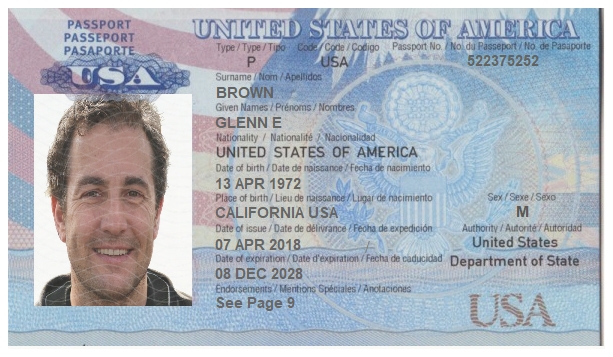 PASSPORT
PASSEPORT
PASAPORTE
USA
UNITED STATES OF AMERICA
Type / Type / Tipo Code / Code / Codigo Passport No. / No. du Passeport / No. de Pasaporte
P USA 522375252
Surname / Nom / Apellidos
BROWN
Given Names / Prénoms / Nombres
GLENN E
Nationality / Nationalité / Nacionalidad
UNITED STATES OF AMERICA
Date of birth / Date de naissance / Fecha de nacimiento
13 APR 1972
Place of birth / Lieu de naissance / Lugar de nacimiento
CALIFORNIA USA
Sex / Sexe / Sexo
M
Date of issue / Date de délivrance / Fecha de expedición
07 APR 2018
Authority / Autorité / Autoridad
United States
Department of State
Date of expiration / Date d'expiration / Fecha de caducidad
08 DEC 2028
Endorsements / Mentions Spéciales / Anotaciones
See Page 9
USA